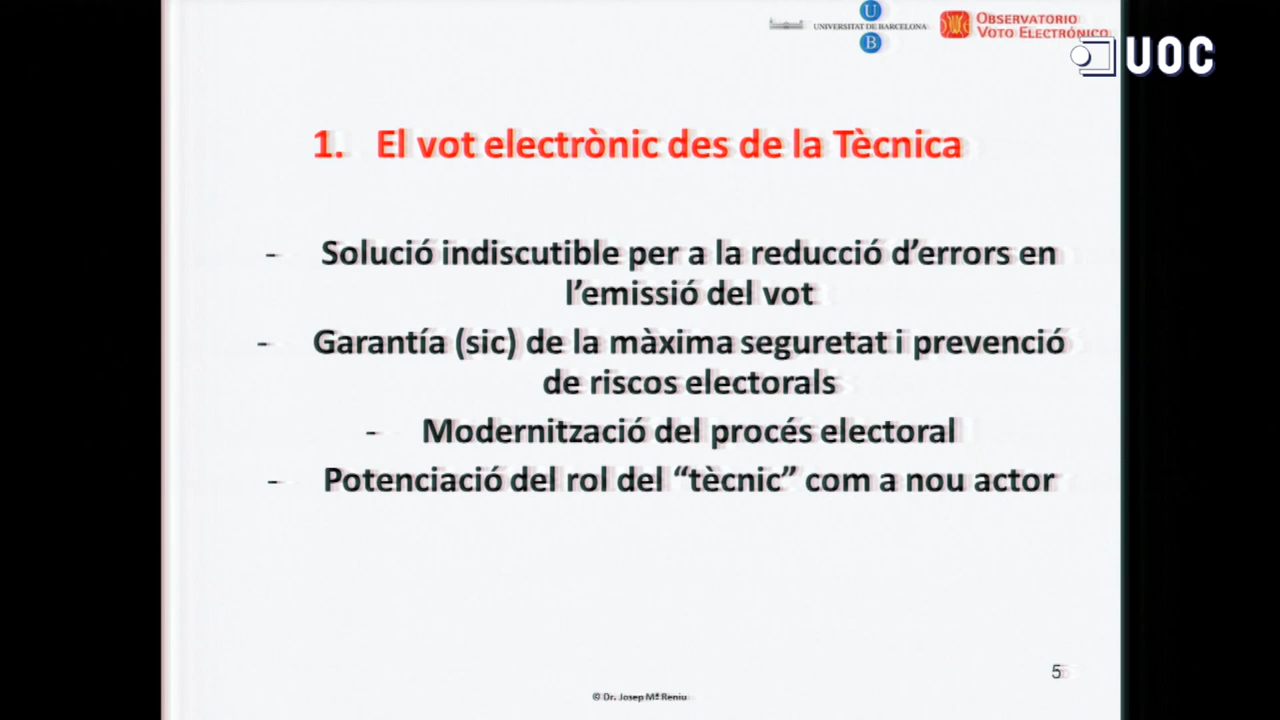 U
UNIVERSITAT DE BARCELONA
B
OBSERVATORIO
VOTO ELECTRÓNICO
UOC
1. El vot electrònic des de la Tècnica
- Solució indiscutible per a la reducció d’errors en
l’emissió del vot
- Garantía (sic) de la màxima seguretat i prevenció
de riscos electorals
- Modernització del procés electoral
- Potenciació del rol del “tècnic” com a nou actor
5
© Dr. Josep Mª Reniu